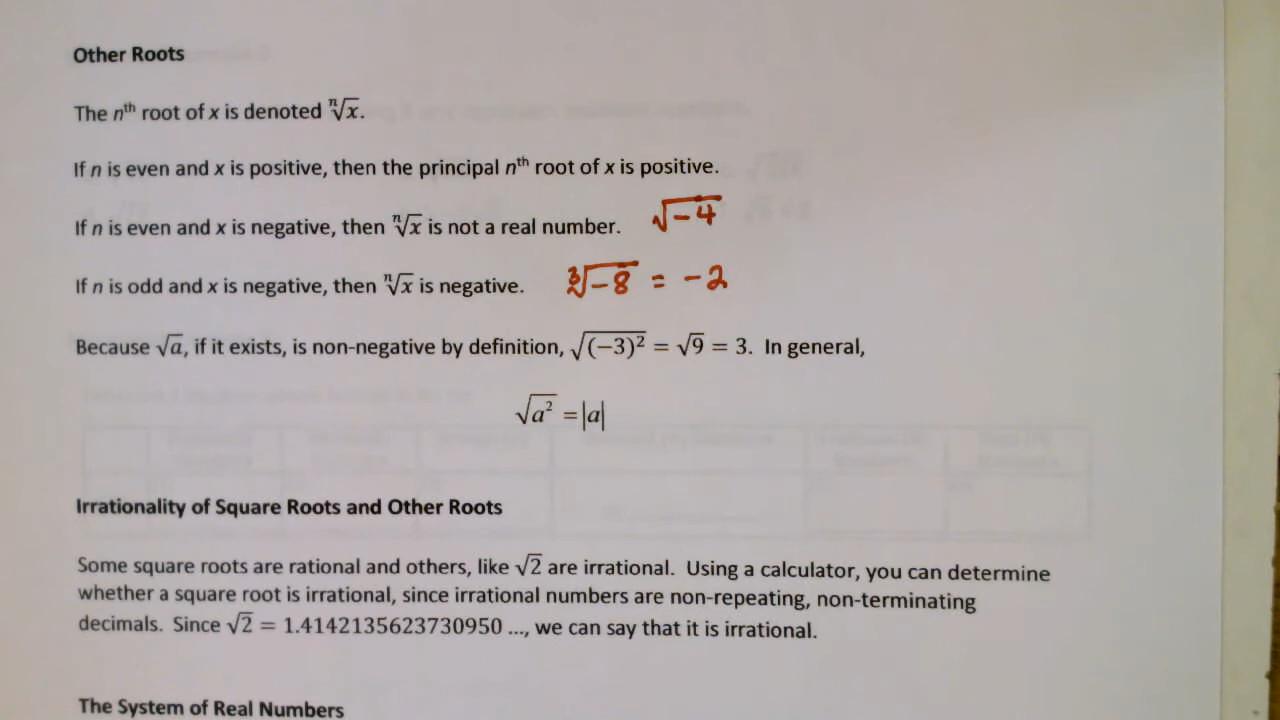 Other Roots
The nth root of x is denoted ⁿ√x.
If n is even and x is positive, then the principal nth root of x is positive.
If n is even and x is negative, then ⁿ√x is not a real number. √-4
If n is odd and x is negative, then ⁿ√x is negative. ³√-8 = -2
Because √a, if it exists, is non-negative by definition, √(−3)² = √9 = 3. In general,
√a² = |a|
Irrationality of Square Roots and Other Roots
Some square roots are rational and others, like √2 are irrational. Using a calculator, you can determine
whether a square root is irrational, since irrational numbers are non-repeating, non-terminating
decimals. Since √2 = 1.4142135623730950 ..., we can say that it is irrational.
The System of Real Numbers